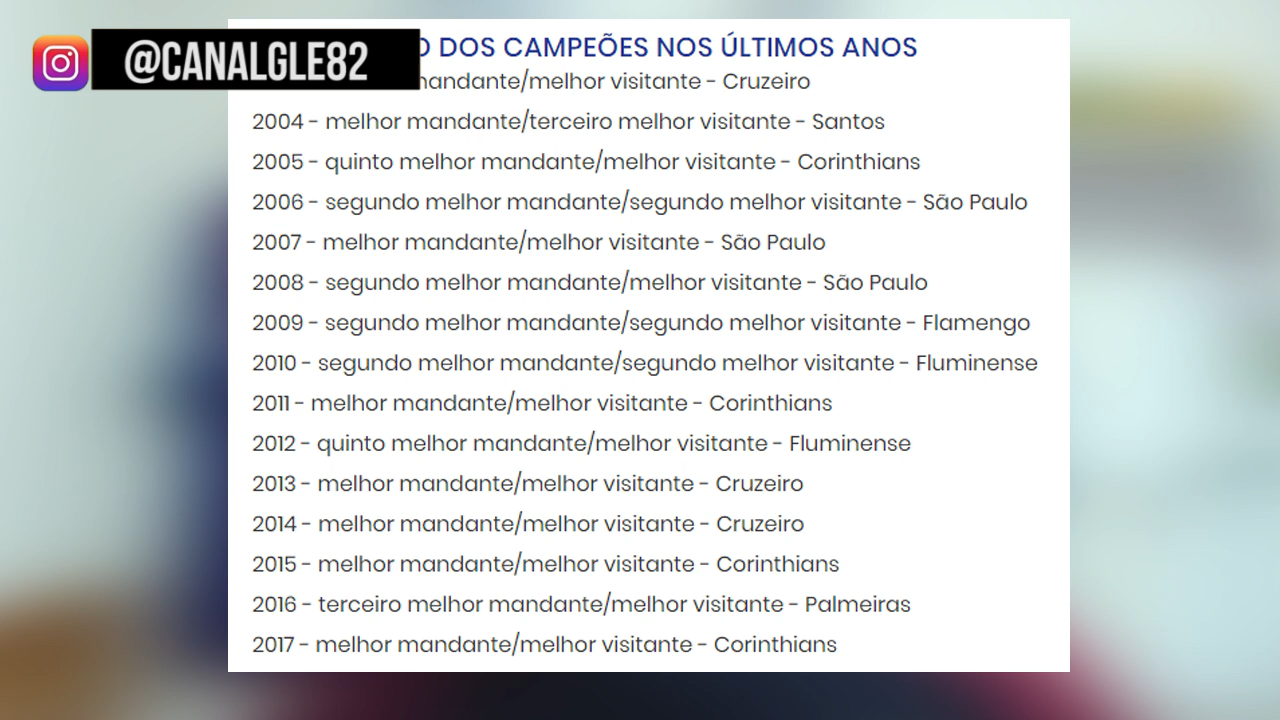 @CANALGLE82
DOS CAMPEÕES NOS ÚLTIMOS ANOS
mandante/melhor visitante - Cruzeiro
2004 - melhor mandante/terceiro melhor visitante - Santos
2005 - quinto melhor mandante/melhor visitante - Corinthians
2006 - segundo melhor mandante/segundo melhor visitante - São Paulo
2007 - melhor mandante/melhor visitante - São Paulo
2008 - segundo melhor mandante/melhor visitante - São Paulo
2009 - segundo melhor mandante/segundo melhor visitante - Flamengo
2010 - segundo melhor mandante/segundo melhor visitante - Fluminense
2011 - melhor mandante/melhor visitante - Corinthians
2012 - quinto melhor mandante/melhor visitante - Fluminense
2013 - melhor mandante/melhor visitante - Cruzeiro
2014 - melhor mandante/melhor visitante - Cruzeiro
2015 - melhor mandante/melhor visitante - Corinthians
2016 - terceiro melhor mandante/melhor visitante - Palmeiras
2017 - melhor mandante/melhor visitante - Corinthians